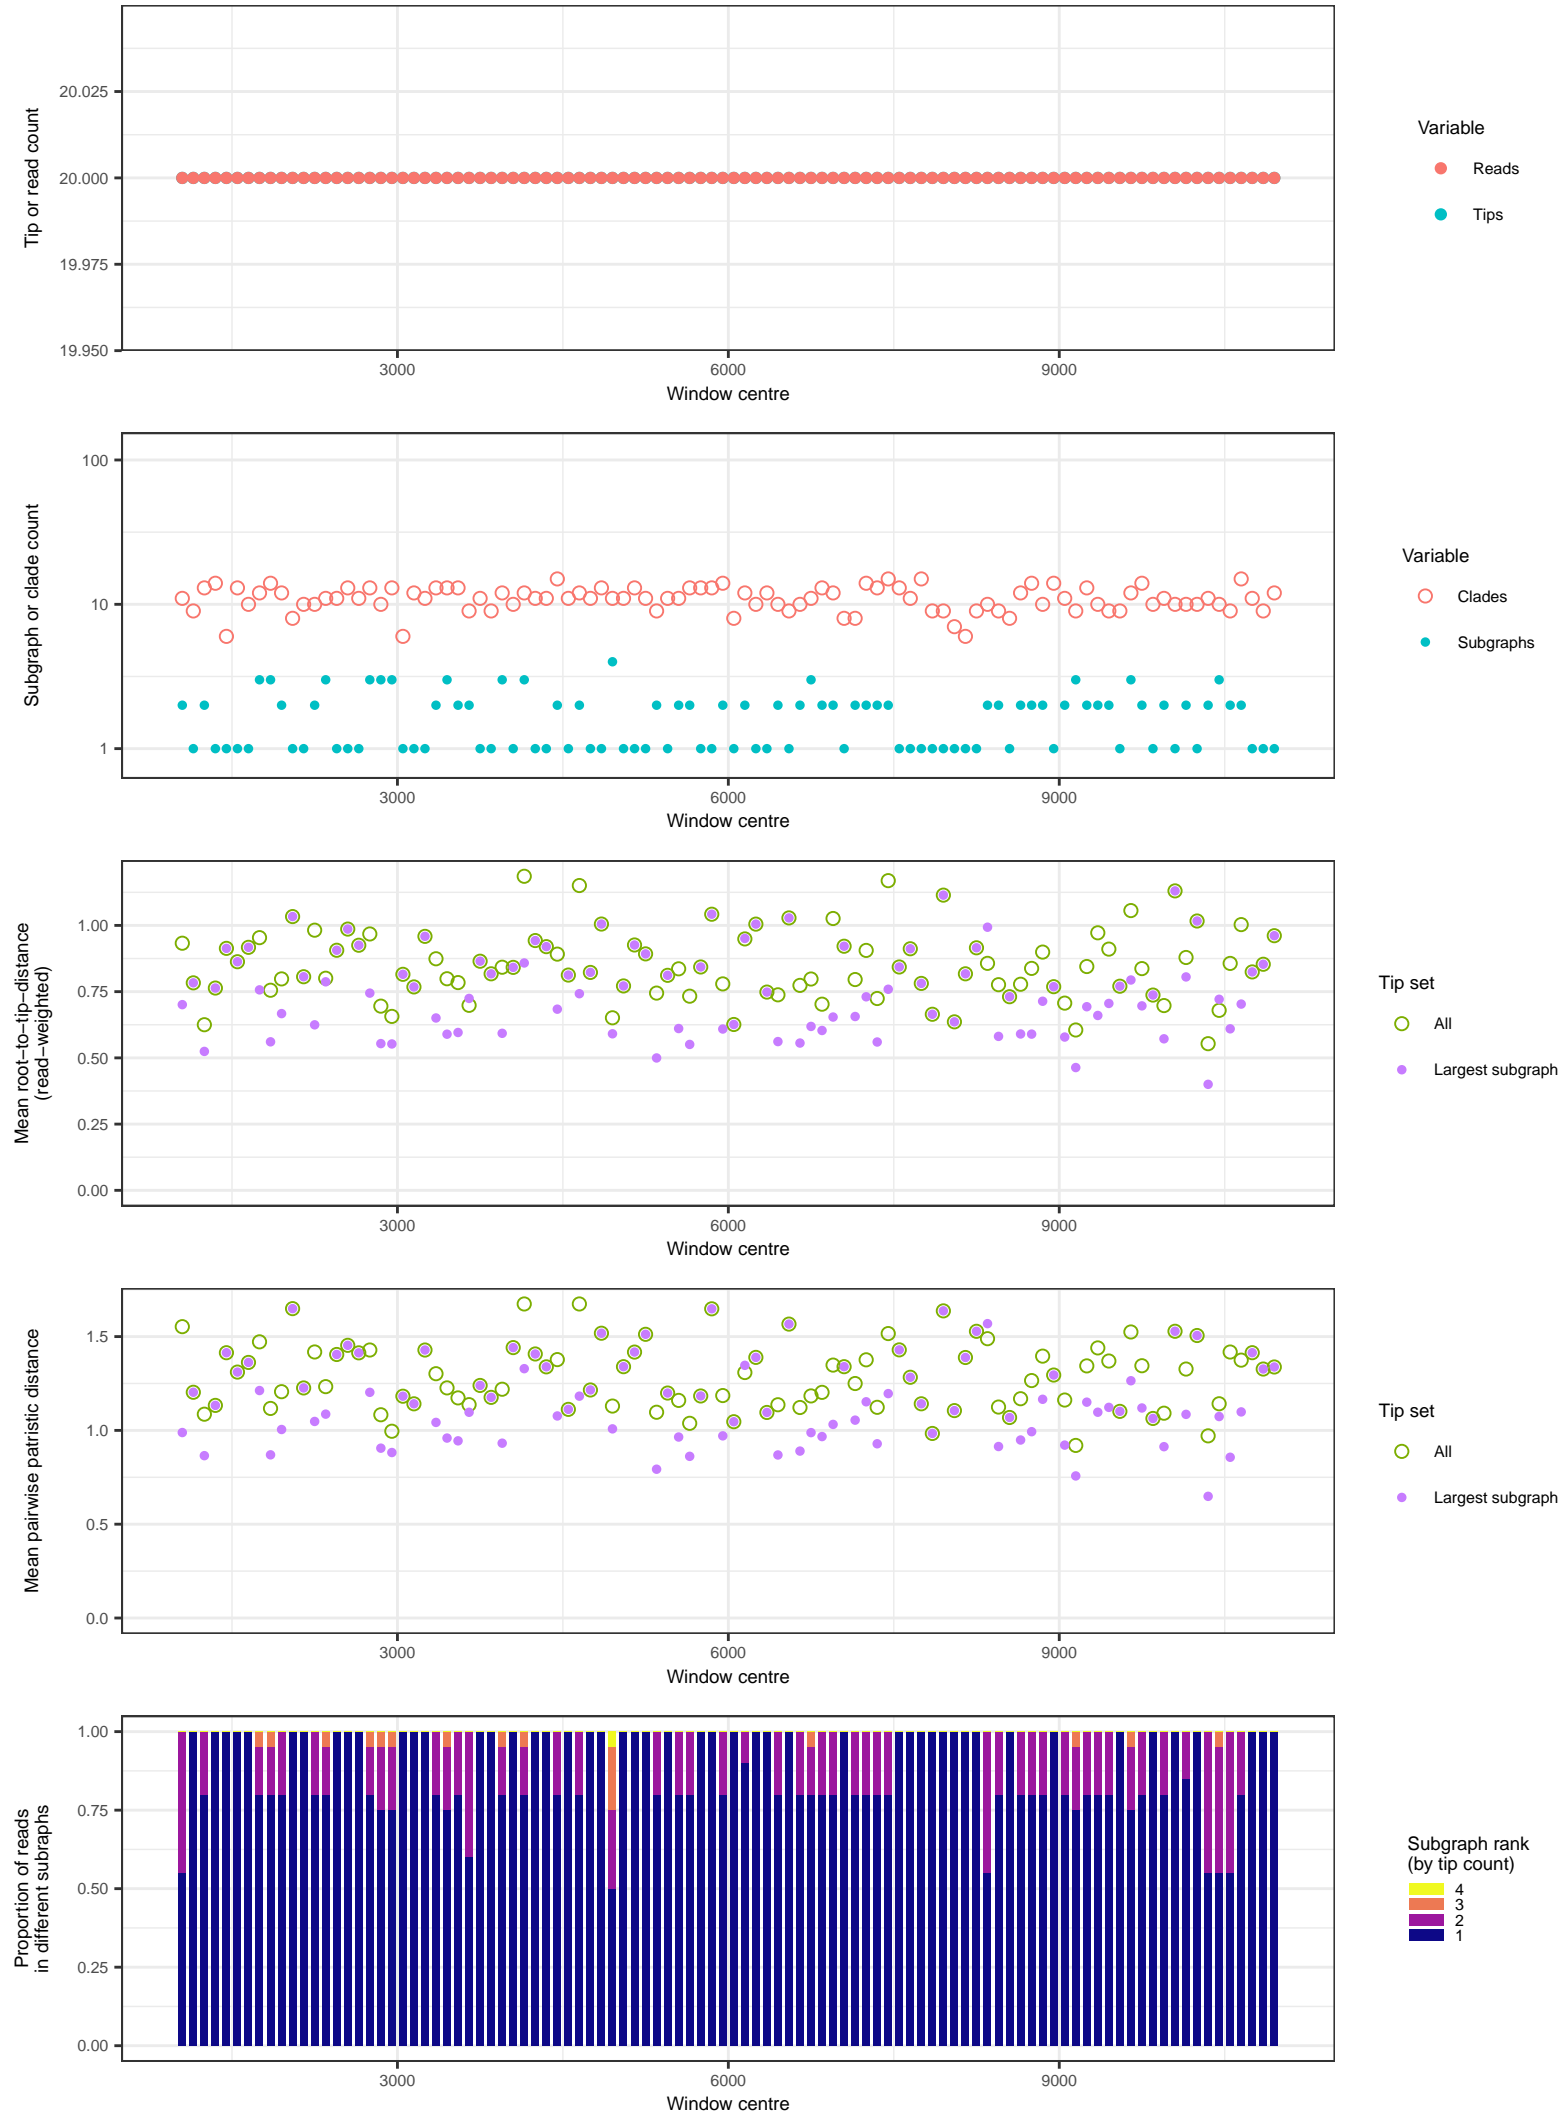 20.025
20.000
19.975
19.950
Tip or read count
3000 6000 9000
Window centre
Variable
Reads
Tips
100
10
1
Subgraph or clade count
3000 6000 9000
Window centre
Variable
Clades
Subgraphs
1.00
0.75
0.50
0.25
0.00
Mean root−to−tip−distance
(read−weighted)
3000 6000 9000
Window centre
Tip set
All
Largest subgraph
1.5
1.0
0.5
0.0
Mean pairwise patristic distance
3000 6000 9000
Window centre
Tip set
All
Largest subgraph
1.00
0.75
0.50
0.25
0.00
Proportion of reads
in different subraphs
3000 6000 9000
Window centre
Subgraph rank
(by tip count)
4
3
2
1